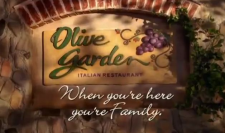 Olive
Garden
ITALIAN RESTAURANT
When you're here
you're Family.